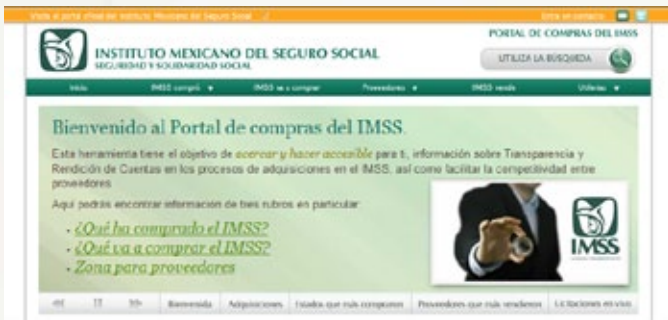 Visite el portal oficial del Instituto Mexicano del Seguro Social
Entra en contacto
PORTAL DE COMPRAS DEL IMSS
INSTITUTO MEXICANO DEL SEGURO SOCIAL
SEGURIDAD Y SOLIDARIDAD SOCIAL
UTILIZA LA BÚSQUEDA
Inicio IMSS compró IMSS va a comprar Proveedores IMSS vende Utilerías
Bienvenido al Portal de compras del IMSS.
Esta herramienta tiene el objetivo de acercar y hacer accesible para ti, información sobre Transparencia y
Rendición de Cuentas en los procesos de adquisiciones en el IMSS, así como facilitar la competitividad entre
proveedores.
Aquí podrás encontrar información de tres rubros en particular:
· ¿Qué ha comprado el IMSS?
· ¿Qué va a comprar el IMSS?
· Zona para proveedores
IMSS
Bienvenida Adquisiciones Estados que más compraron Proveedores que más vendieron Licitaciones en vivo